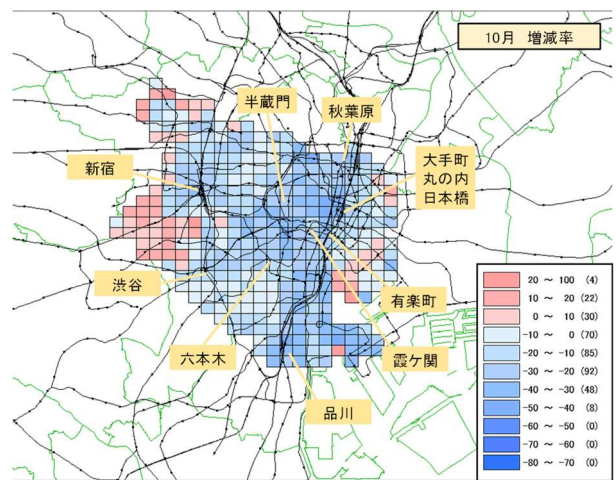 10月 増減率
半蔵門
秋葉原
新宿
大手町
丸の内
日本橋
渋谷
有楽町
六本木
霞ケ関
品川
20 ～ 100 (4)
10 ～ 20 (22)
0 ～ 10 (30)
-10 ～ 0 (70)
-20 ～ -10 (85)
-30 ～ -20 (92)
-40 ～ -30 (48)
-50 ～ -40 (8)
-60 ～ -50 (0)
-70 ～ -60 (0)
-80 ～ -70 (0)